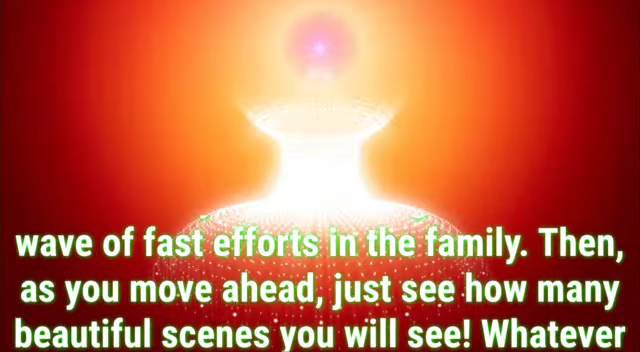 wave of fast efforts in the family. Then,
as you move ahead, just see how many
beautiful scenes you will see! Whatever